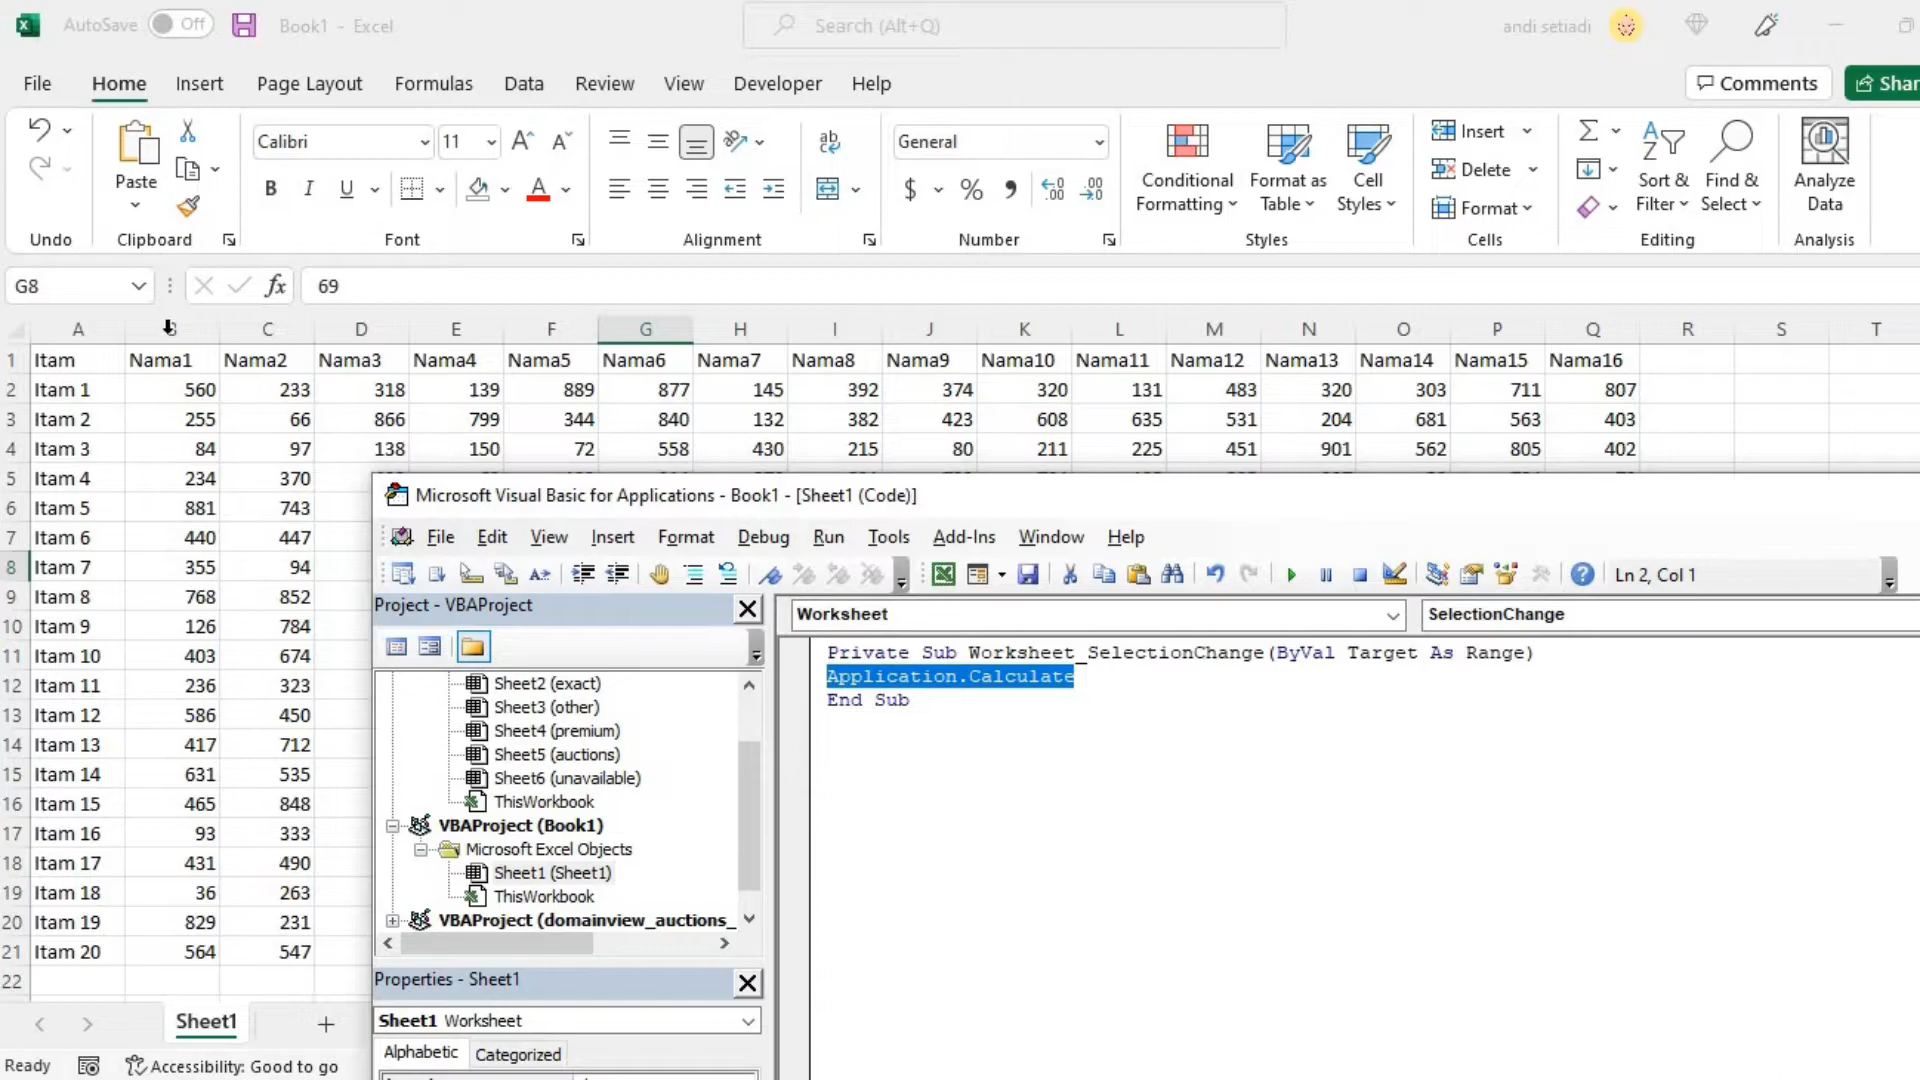 AutoSave Off Book1 - Excel Search (Alt+Q) andi setiadi
File Home Insert Page Layout Formulas Data Review View Developer Help Comments Shar
Calibri 11 ab General Insert
Paste B I U A $ % Conditional Formatting Format as Table Cell Styles Delete Sort & Filter Find & Select Analyze Data
Format
Undo Clipboard Font Alignment Number Styles Cells Editing Analysis
G8 fx 69
A B C D E F G H I J K L M N O P Q R S T
1 Itam Nama1 Nama2 Nama3 Nama4 Nama5 Nama6 Nama7 Nama8 Nama9 Nama10 Nama11 Nama12 Nama13 Nama14 Nama15 Nama16
2 Itam 1 560 233 318 139 889 877 145 392 374 320 131 483 320 303 711 807
3 Itam 2 255 66 866 799 344 840 132 382 423 608 635 531 204 681 563 403
4 Itam 3 84 97 138 150 72 558 430 215 80 211 225 451 901 562 805 402
5 Itam 4 234 370
6 Itam 5 881 743
7 Itam 6 440 447
8 Itam 7 355 94
9 Itam 8 768 852
10 Itam 9 126 784
11 Itam 10 403 674
12 Itam 11 236 323
13 Itam 12 586 450
14 Itam 13 417 712
15 Itam 14 631 535
16 Itam 15 465 848
17 Itam 16 93 333
18 Itam 17 431 490
19 Itam 18 36 263
20 Itam 19 829 231
21 Itam 20 564 547
22
Sheet1
Ready Accessibility: Good to go
Microsoft Visual Basic for Applications - Book1 - [Sheet1 (Code)]
File Edit View Insert Format Debug Run Tools Add-Ins Window Help
Ln 2, Col 1
Project - VBAProject
Sheet2 (exact)
Sheet3 (other)
Sheet4 (premium)
Sheet5 (auctions)
Sheet6 (unavailable)
ThisWorkbook
VBAProject (Book1)
Microsoft Excel Objects
Sheet1 (Sheet1)
ThisWorkbook
VBAProject (domainview_auctions_
Properties - Sheet1
Sheet1 Worksheet
Alphabetic Categorized
Worksheet SelectionChange
Private Sub Worksheet_SelectionChange(ByVal Target As Range)
Application.Calculate
End Sub